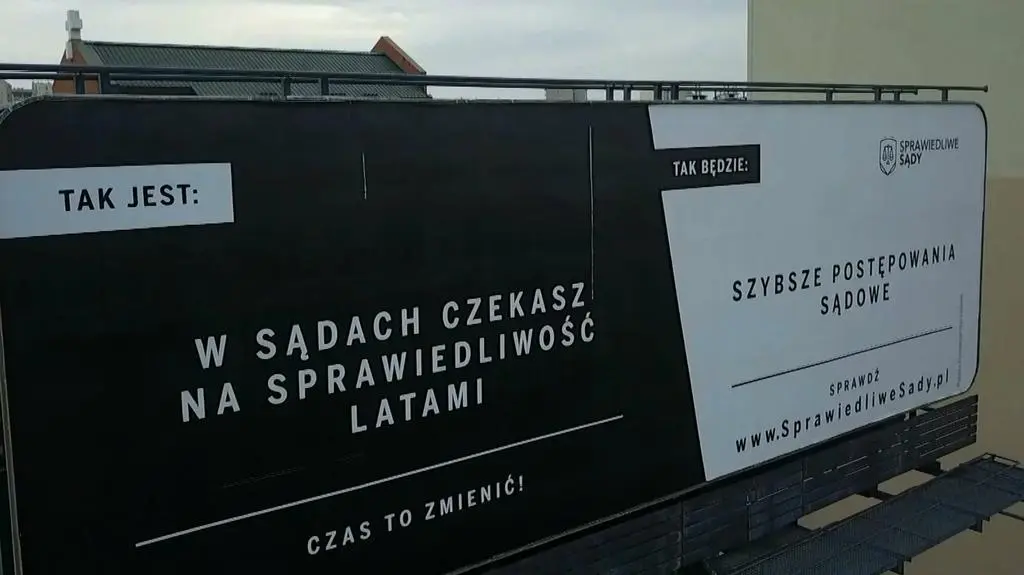 TAK JEST:
W SĄDACH CZEKASZ
NA SPRAWIEDLIWOŚĆ
LATAMI
CZAS TO ZMIENIĆ!
TAK BĘDZIE:
SPRAWIEDLIWE
SĄDY
SZYBSZE POSTĘPOWANIA
SĄDOWE
SPRAWDŹ
www.SprawiedliweSady.pl